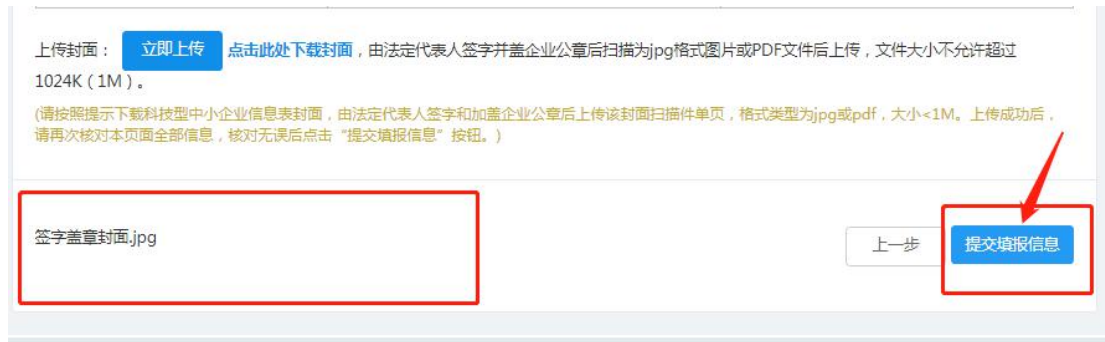 上传封面： 立即上传 点击此处下载封面，由法定代表人签字并盖企业公章后扫描为jpg格式图片或PDF文件后上传，文件大小不允许超过
1024K（1M）。
(请按照提示下载科技型中小企业信息表封面，由法定代表人签字和加盖企业公章后上传该封面扫描件单页，格式类型为jpg或pdf，大小<1M。上传成功后，
请再次核对本页面全部信息，核对无误后点击“提交填报信息”按钮。)
签字盖章封面.jpg
上一步 提交填报信息